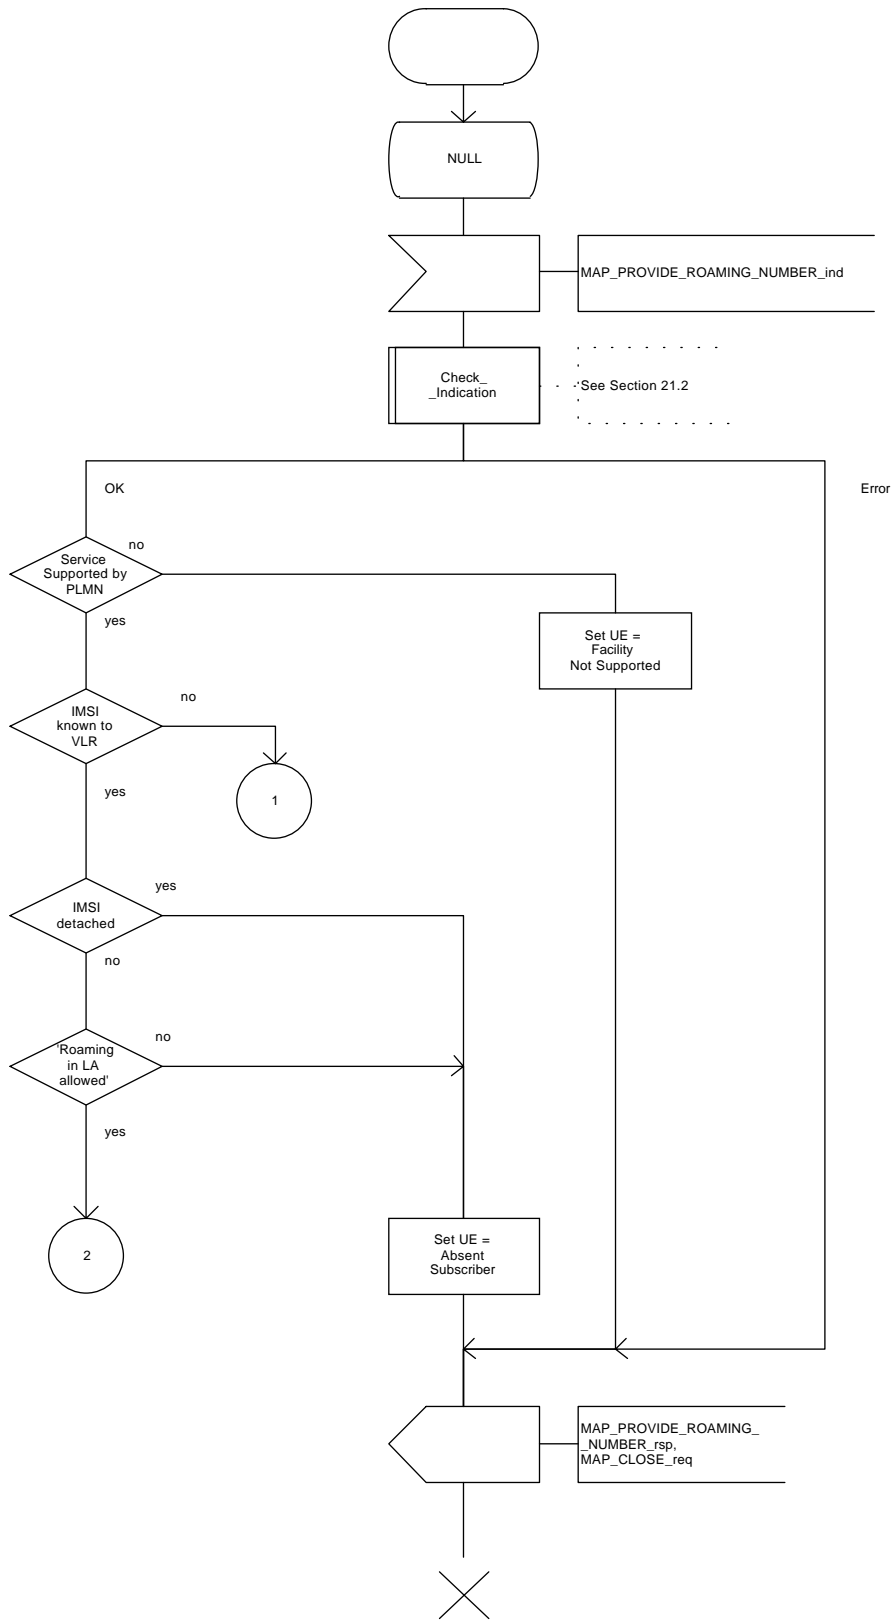 NULL
MAP_PROVIDE_ROAMING_NUMBER_ind
Check_
_Indication
See Section 21.2
OK
Error
no
Service
Supported by
PLMN
yes
Set UE =
Facility
Not Supported
no
IMSI
known to
VLR
yes
1
yes
IMSI
detached
no
no
'Roaming
in LA
allowed'
yes
2
Set UE =
Absent
Subscriber
MAP_PROVIDE_ROAMING_
_NUMBER_rsp,
MAP_CLOSE_req